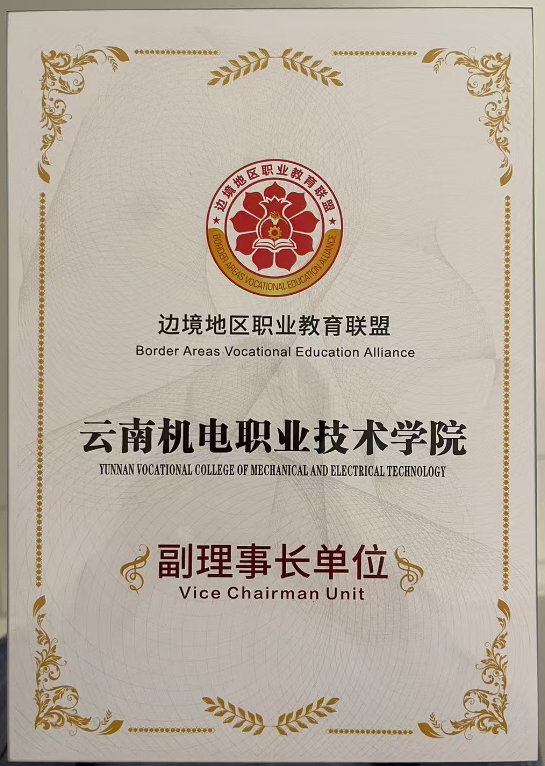 边境地区职业教育联盟
BORDER AREAS VOCATIONAL EDUCATION ALLIANCE
边境地区职业教育联盟
Border Areas Vocational Education Alliance
云南机电职业技术学院
YUNNAN VOCATIONAL COLLEGE OF MECHANICAL AND ELECTRICAL TECHNOLOGY
副理事长单位
Vice Chairman Unit